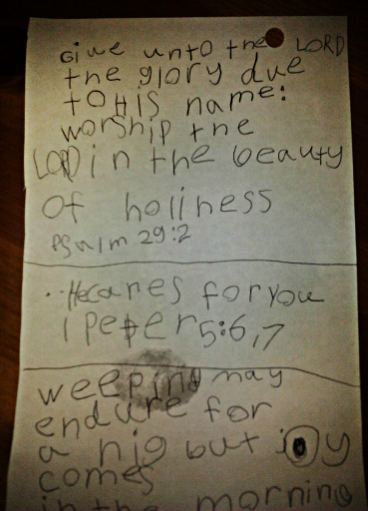 Give unto the LORD
the glory due
to HIS name:
worship the
LORD in the beauty
of holiness
Psalm 29:2
..He cares for you
1 Peter 5:6,7
weeping may
endure for
a nig but joy
comes
in the morning